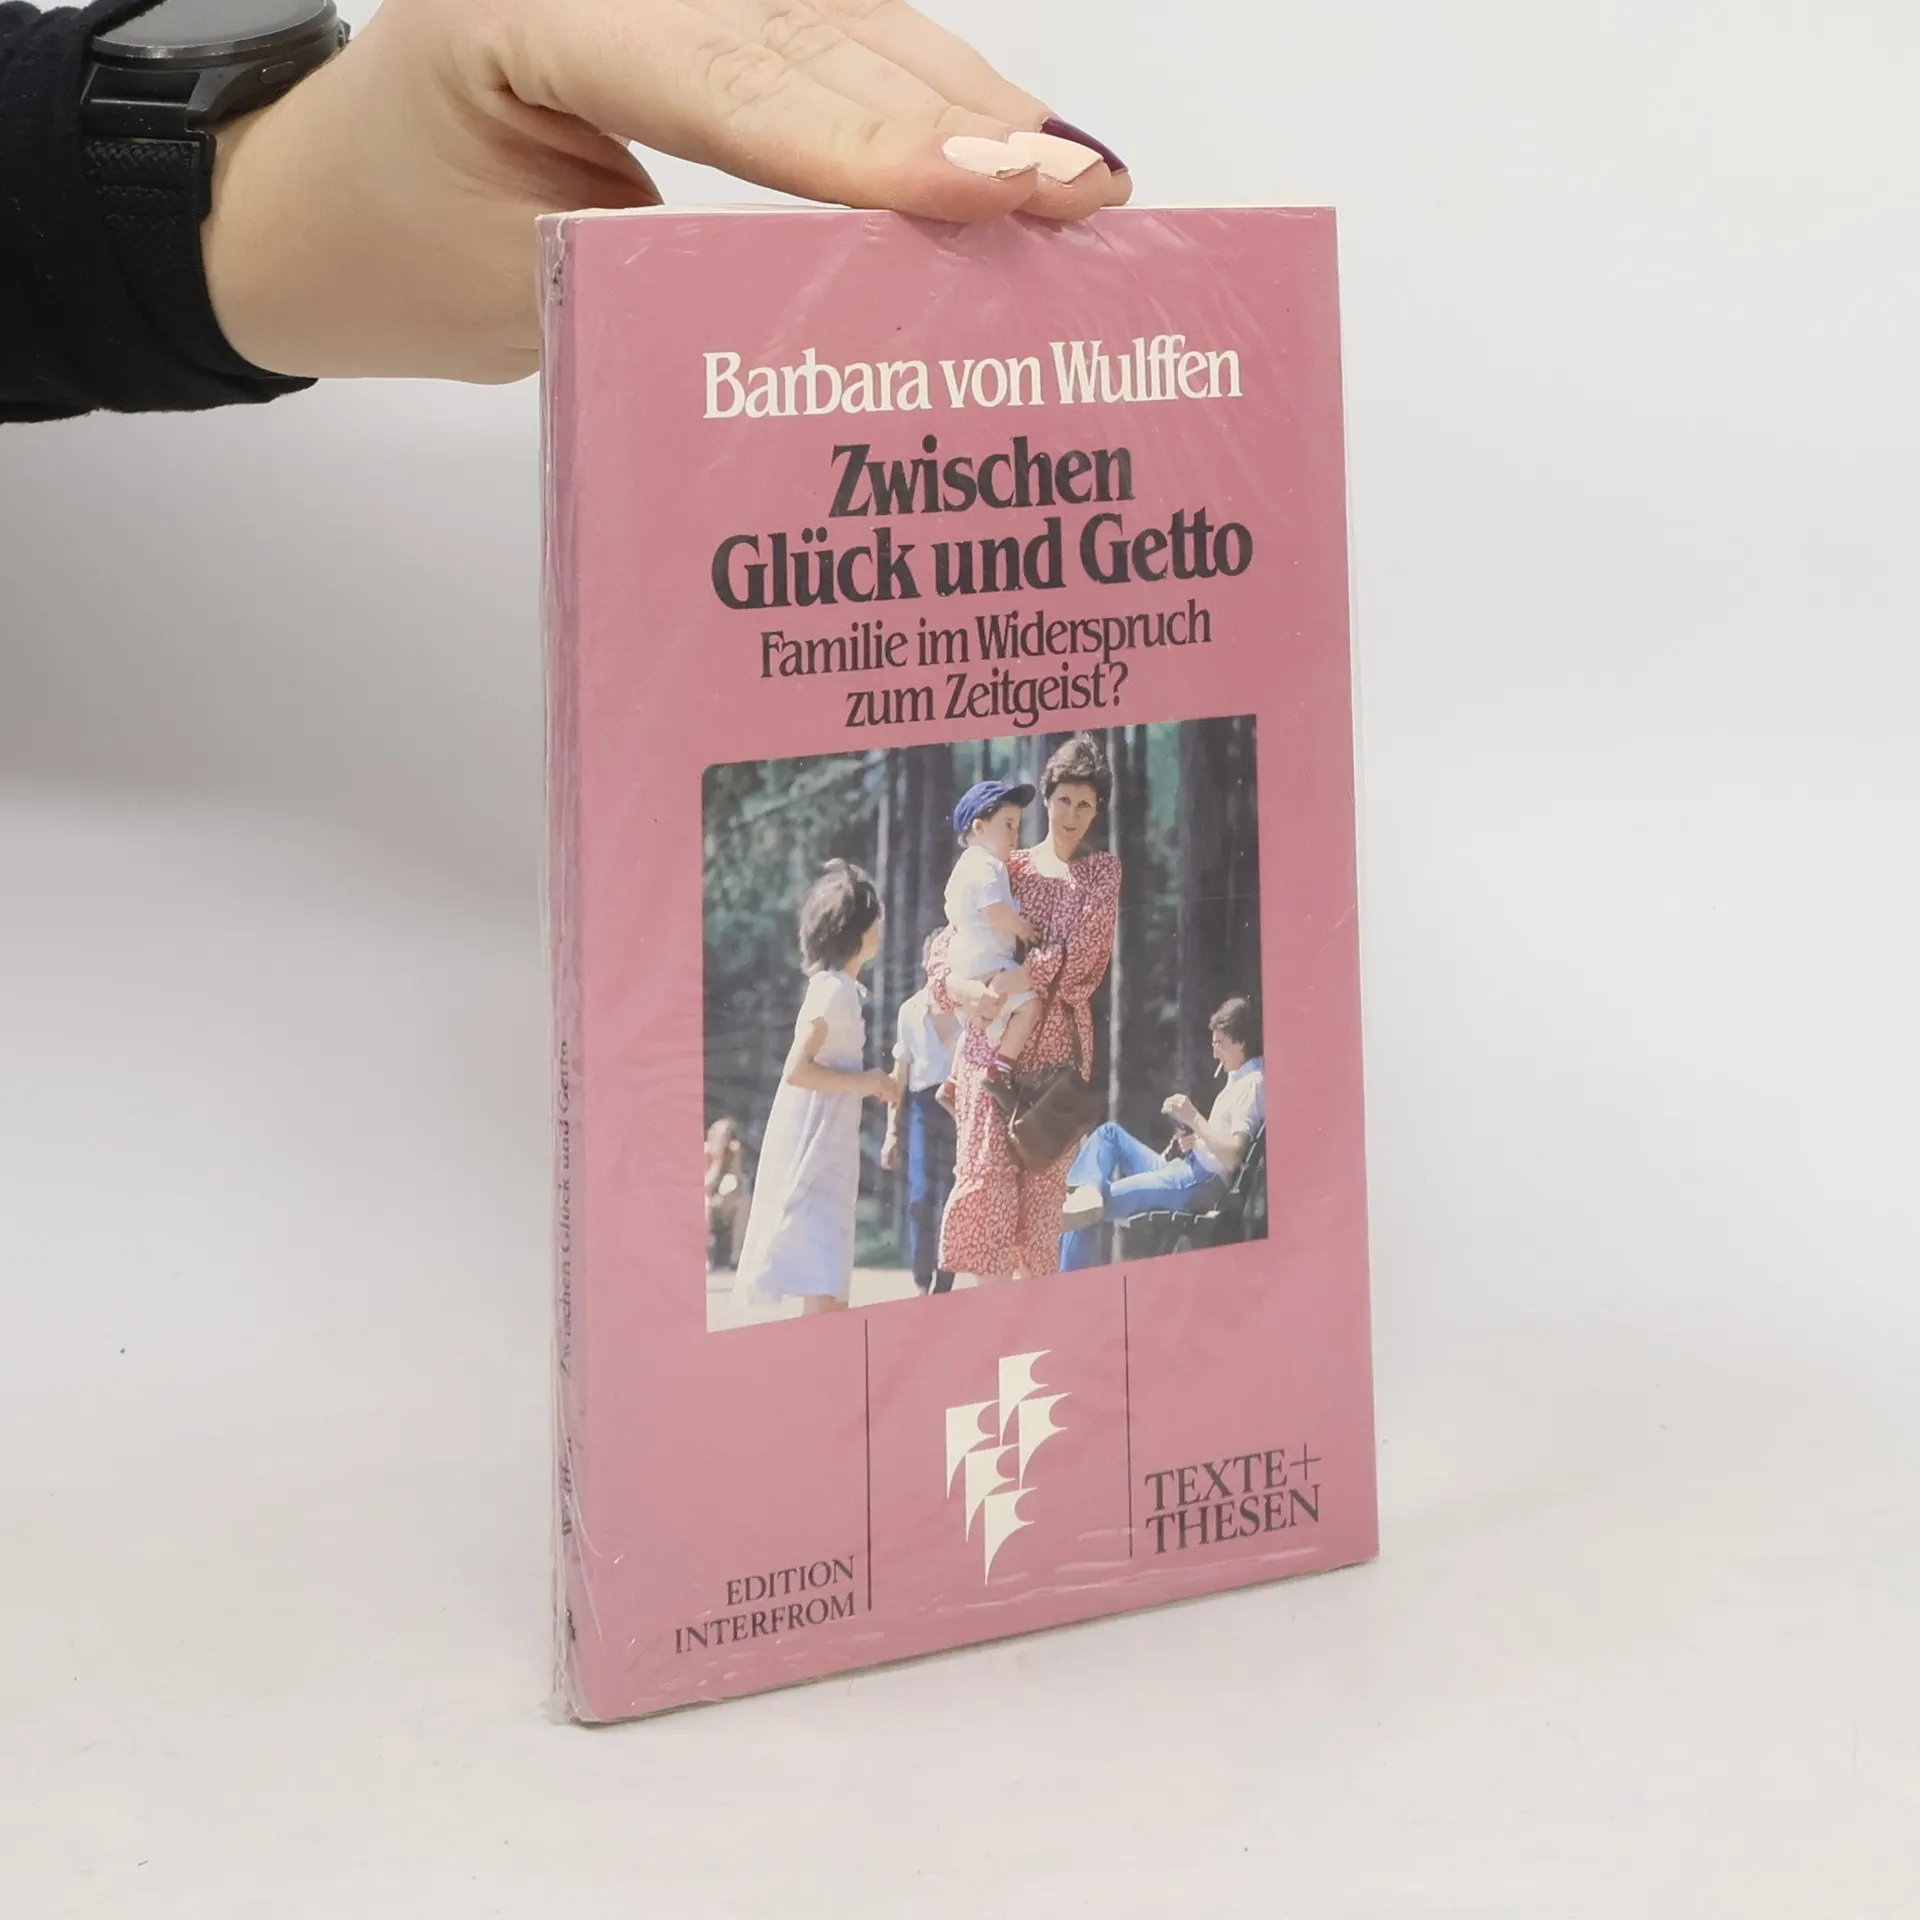 Barbara von Wulffen
Zwischen
Glück und Getto
Familie im Widerspruch
zum Zeitgeist?
EDITION
INTERFROM
TEXTE+
THESEN
Zwischen Glück und Getto